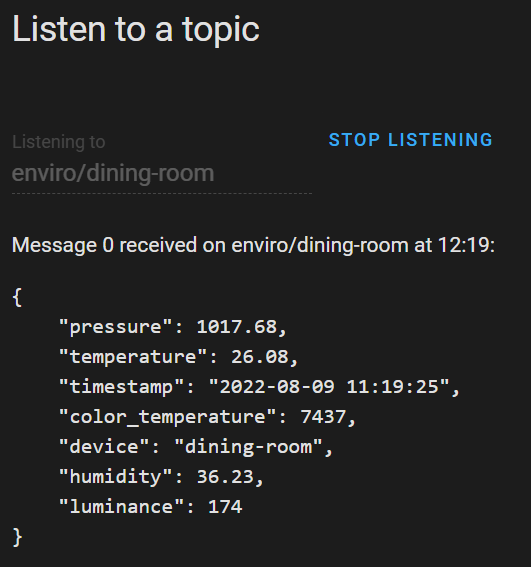 Listen to a topic
Listening to
STOP LISTENING
enviro/dining-room
Message 0 received on enviro/dining-room at 12:19:
{
    "pressure": 1017.68,
    "temperature": 26.08,
    "timestamp": "2022-08-09 11:19:25",
    "color_temperature": 7437,
    "device": "dining-room",
    "humidity": 36.23,
    "luminance": 174
}